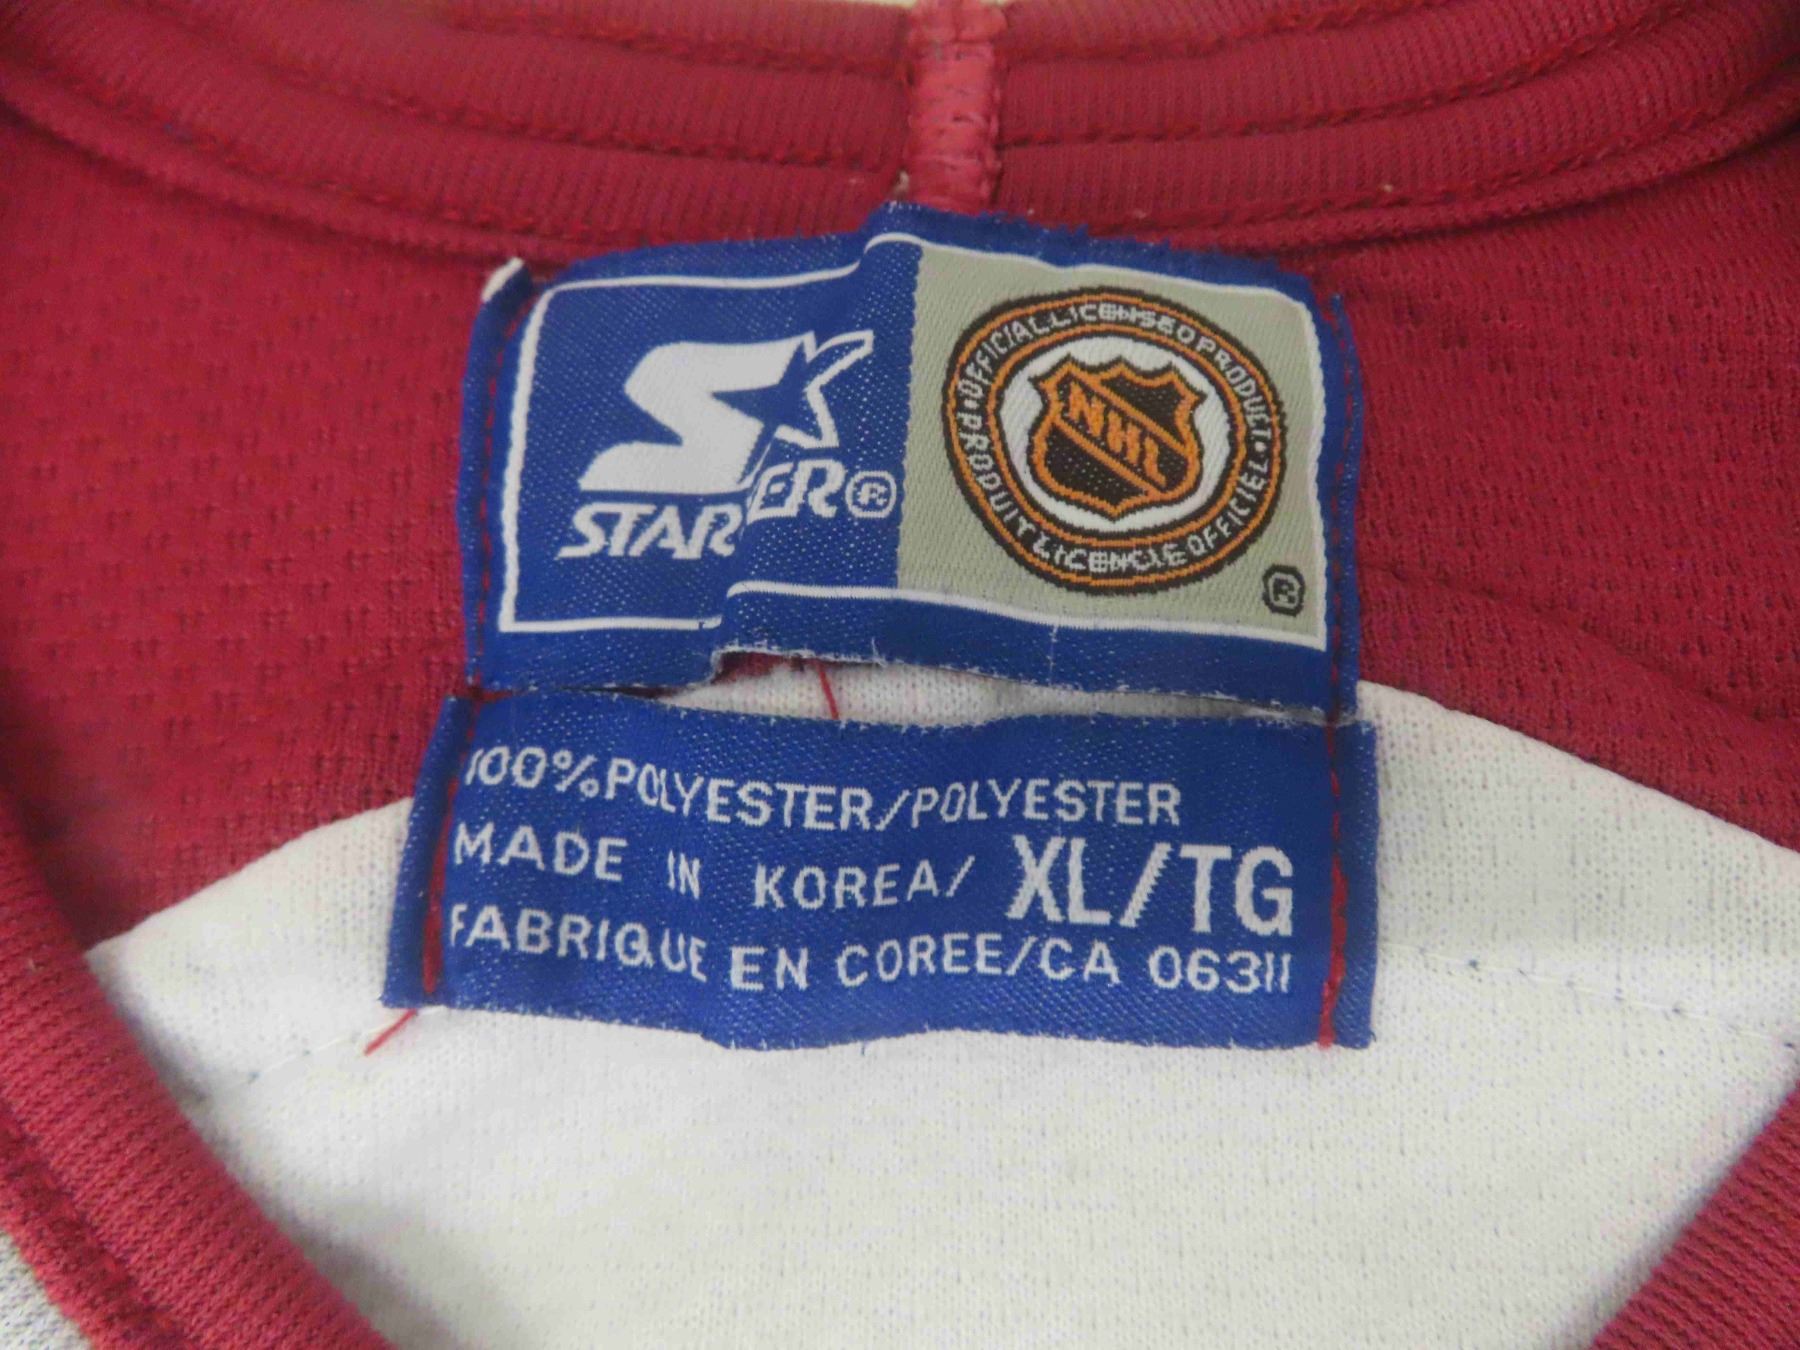 STARTER®
OFFICIAL LICENSED PRODUCT • PRODUIT LICENCIE OFFICIEL •
NHL
®
100% POLYESTER/POLYESTER
MADE IN KOREA/ XL/TG
FABRIQUE EN COREE/CA 06311